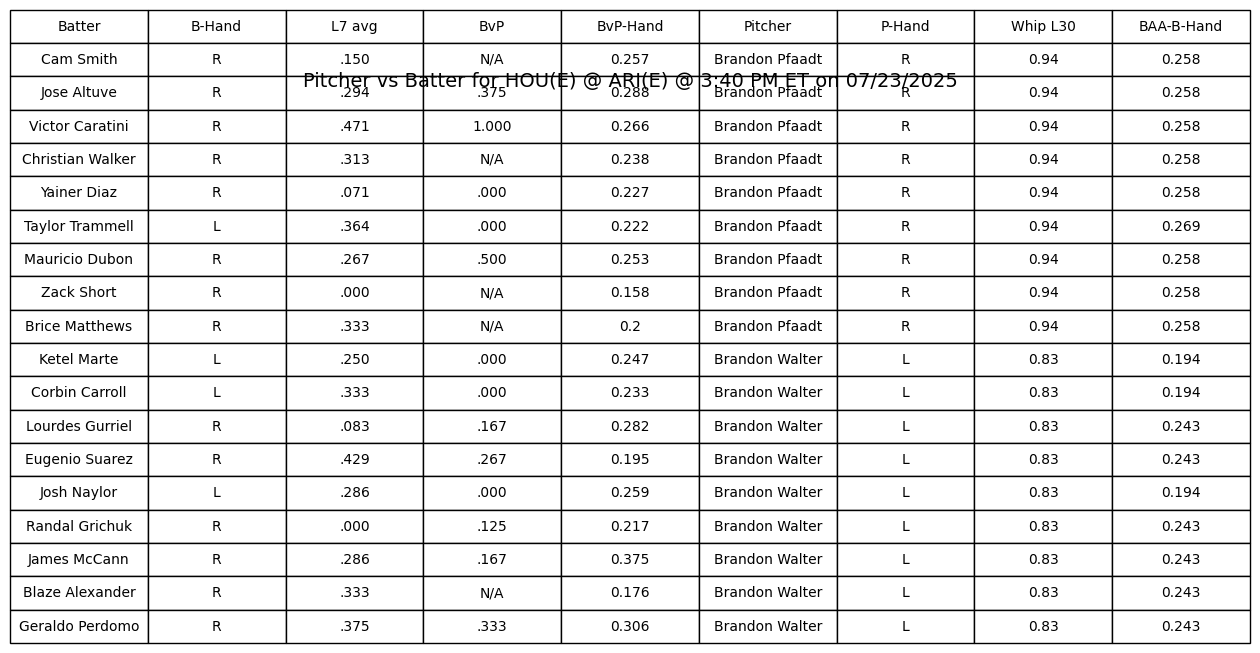 Batter B-Hand L7 avg BvP BvP-Hand Pitcher P-Hand Whip L30 BAA-B-Hand
Cam Smith R .150 N/A 0.257 Brandon Pfaadt R 0.94 0.258
Pitcher vs Batter for HOU(E) @ ARI(E) @ 3:40 PM ET on 07/23/2025
Jose Altuve R .294 .375 0.288 Brandon Pfaadt R 0.94 0.258
Victor Caratini R .471 1.000 0.266 Brandon Pfaadt R 0.94 0.258
Christian Walker R .313 N/A 0.238 Brandon Pfaadt R 0.94 0.258
Yainer Diaz R .071 .000 0.227 Brandon Pfaadt R 0.94 0.258
Taylor Trammell L .364 .000 0.222 Brandon Pfaadt R 0.94 0.269
Mauricio Dubon R .267 .500 0.253 Brandon Pfaadt R 0.94 0.258
Zack Short R .000 N/A 0.158 Brandon Pfaadt R 0.94 0.258
Brice Matthews R .333 N/A 0.2 Brandon Pfaadt R 0.94 0.258
Ketel Marte L .250 .000 0.247 Brandon Walter L 0.83 0.194
Corbin Carroll L .333 .000 0.233 Brandon Walter L 0.83 0.194
Lourdes Gurriel R .083 .167 0.282 Brandon Walter L 0.83 0.243
Eugenio Suarez R .429 .267 0.195 Brandon Walter L 0.83 0.243
Josh Naylor L .286 .000 0.259 Brandon Walter L 0.83 0.194
Randal Grichuk R .000 .125 0.217 Brandon Walter L 0.83 0.243
James McCann R .286 .167 0.375 Brandon Walter L 0.83 0.243
Blaze Alexander R .333 N/A 0.176 Brandon Walter L 0.83 0.243
Geraldo Perdomo R .375 .333 0.306 Brandon Walter L 0.83 0.243